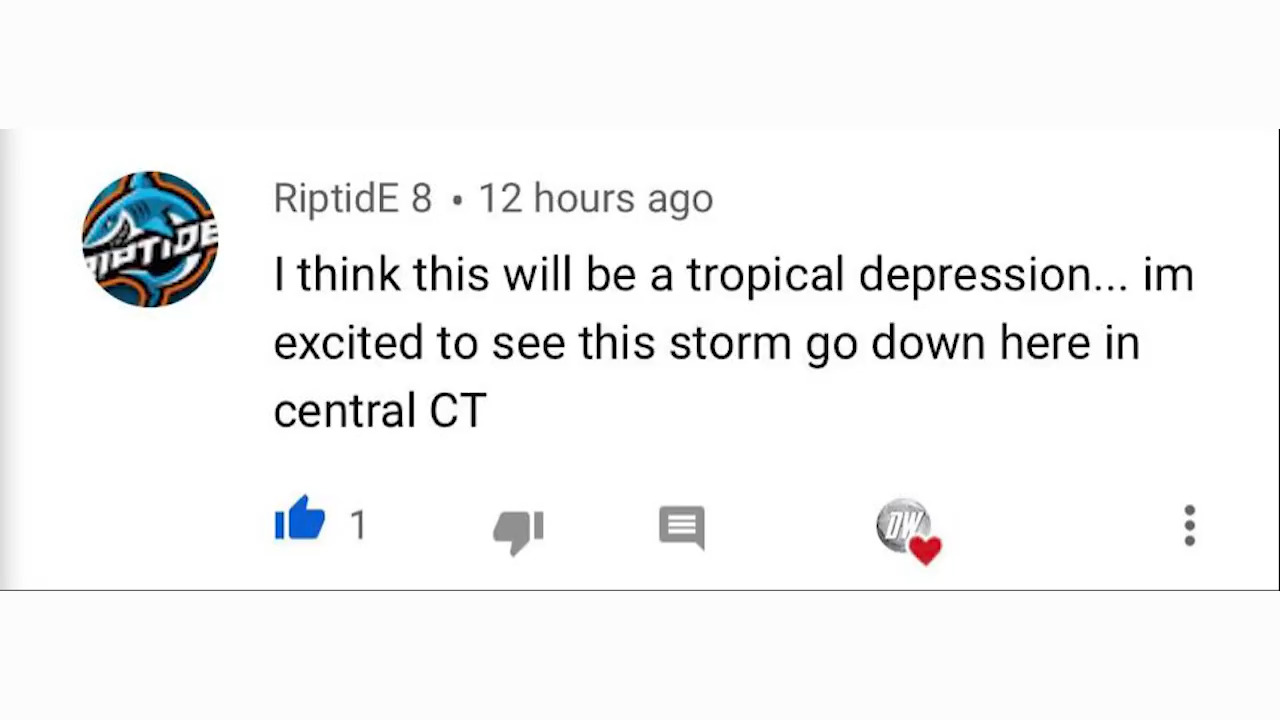 RIPTIDE
RiptidE 8 • 12 hours ago
I think this will be a tropical depression... im
excited to see this storm go down here in
central CT
1
DW